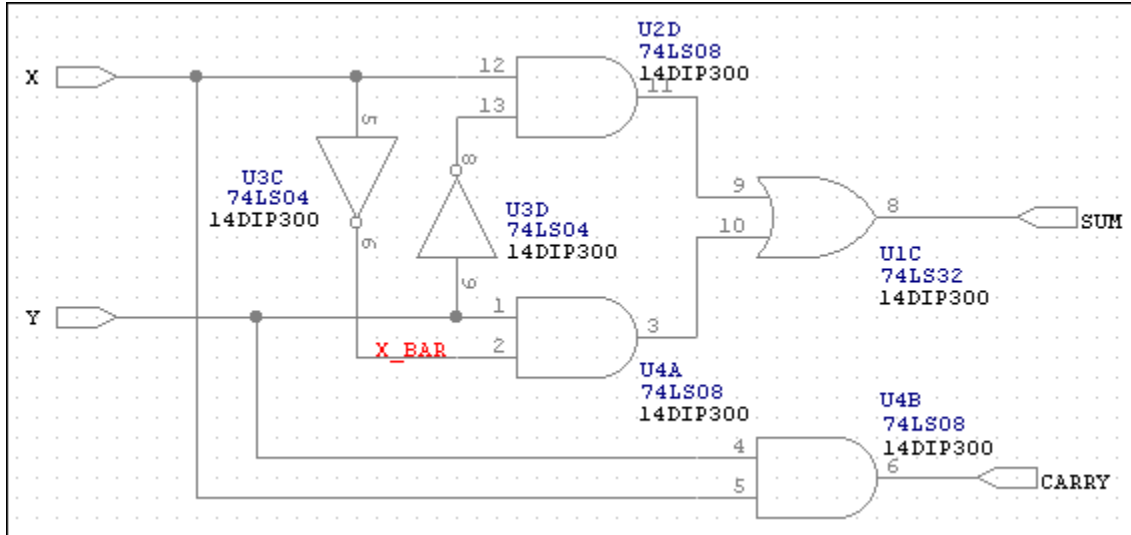 U2D
74LS08
14DIP300
X
12
11
13
5
8
U3C
74LS04
14DIP300
U3D
74LS04
14DIP300
6
9
9
10
8
SUM
U1C
74LS32
14DIP300
Y
1
2
3
X_BAR
U4A
74LS08
14DIP300
U4B
74LS08
14DIP300
4
5
6
CARRY